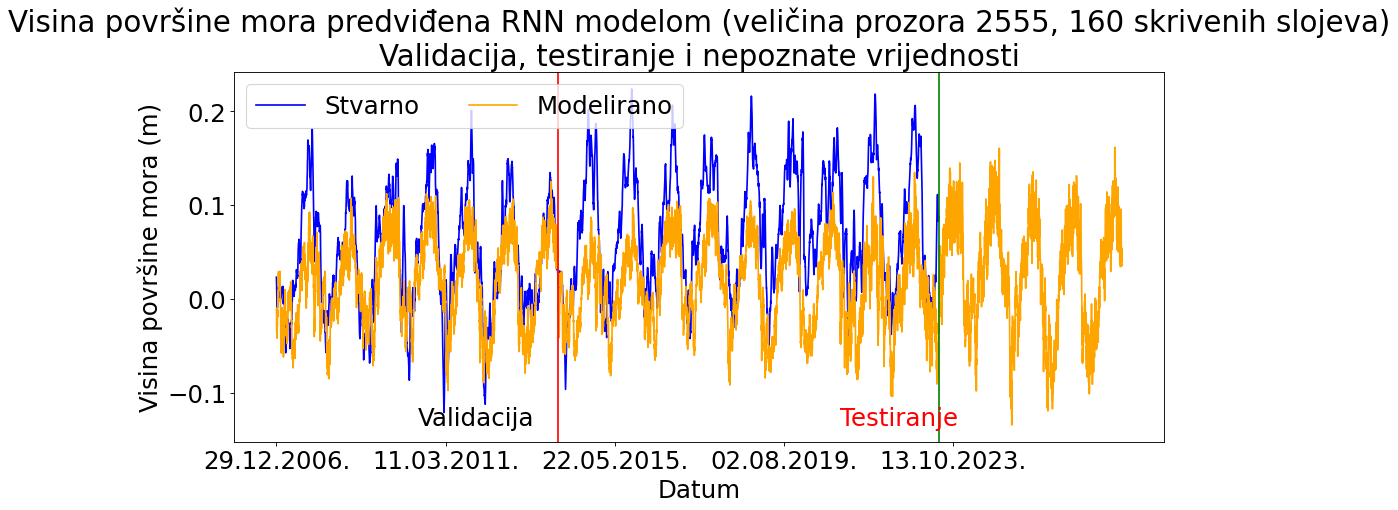 Visina površine mora predviđena RNN modelom (veličina prozora 2555, 160 skrivenih slojeva)
Validacija, testiranje i nepoznate vrijednosti
Stvarno Modelirano
Visina površine mora (m)
0.2
0.1
0.0
−0.1
Validacija Testiranje
29.12.2006. 11.03.2011. 22.05.2015. 02.08.2019. 13.10.2023.
Datum